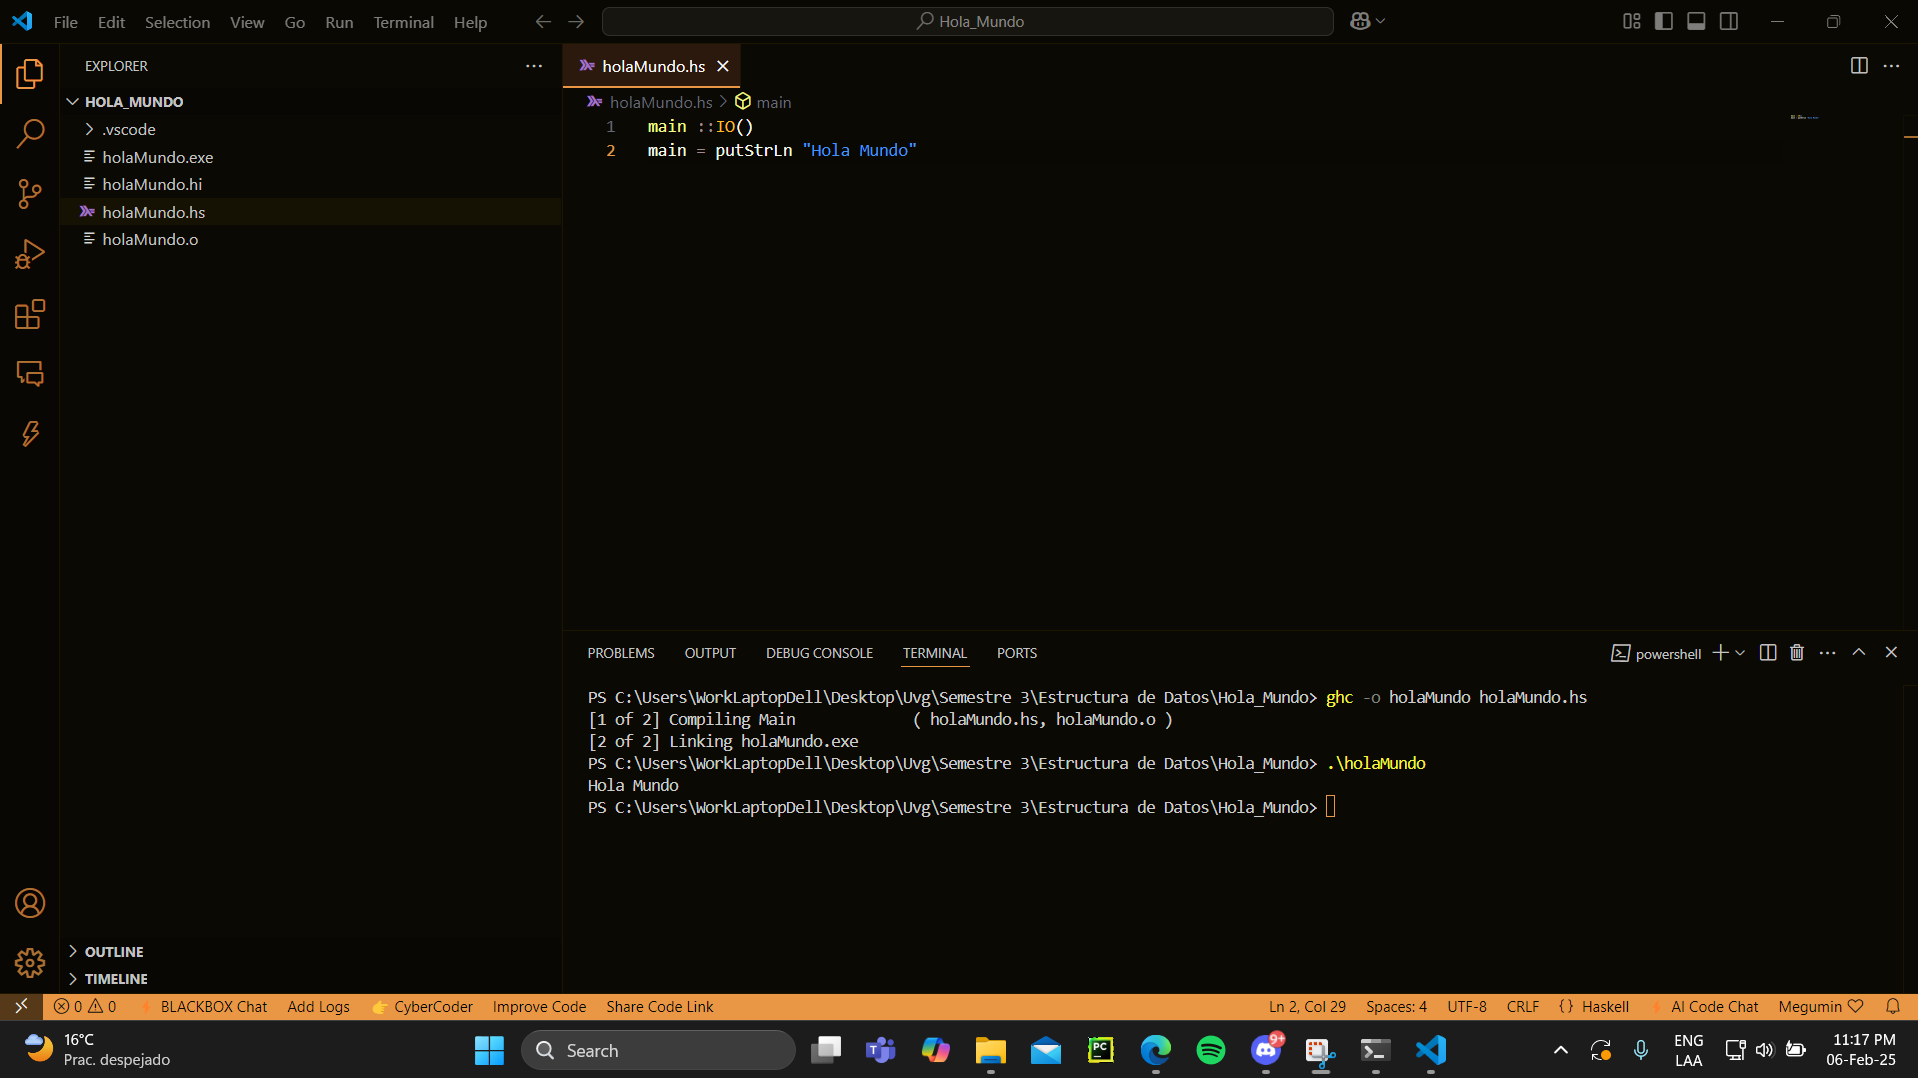 File Edit Selection View Go Run Terminal Help
Hola_Mundo
EXPLORER
HOLA_MUNDO
.vscode
holaMundo.exe
holaMundo.hi
holaMundo.hs
holaMundo.o
OUTLINE
TIMELINE
holaMundo.hs
holaMundo.hs > main
1 main ::IO()
2 main = putStrLn "Hola Mundo"
PROBLEMS OUTPUT DEBUG CONSOLE TERMINAL PORTS
powershell
PS C:\Users\WorkLaptopDell\Desktop\Uvg\Semestre 3\Estructura de Datos\Hola_Mundo> ghc -o holaMundo holaMundo.hs
[1 of 2] Compiling Main ( holaMundo.hs, holaMundo.o )
[2 of 2] Linking holaMundo.exe
PS C:\Users\WorkLaptopDell\Desktop\Uvg\Semestre 3\Estructura de Datos\Hola_Mundo> .\holaMundo
Hola Mundo
PS C:\Users\WorkLaptopDell\Desktop\Uvg\Semestre 3\Estructura de Datos\Hola_Mundo>
0 0 BLACKBOX Chat Add Logs CyberCoder Improve Code Share Code Link Ln 2, Col 29 Spaces: 4 UTF-8 CRLF {} Haskell AI Code Chat Megumin
16°C
Prac. despejado
Search
PC
9+
ENG
LAA
11:17 PM
06-Feb-25